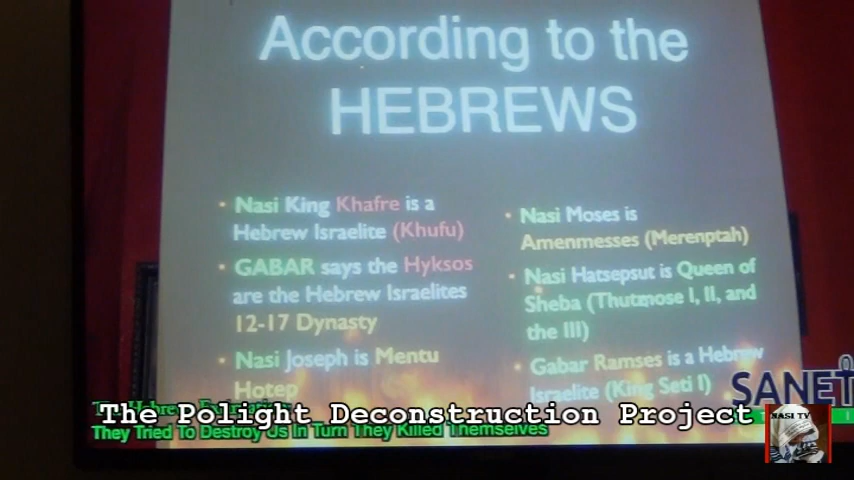 According to the
HEBREWS
• Nasi King Khafre is a
Hebrew Israelite (Khufu)
• GABAR says the Hyksos
are the Hebrew Israelites
12-17 Dynasty
• Nasi Joseph is Mentu
Hotep
• Nasi Moses is
Amenmesses (Merenptah)
• Nasi Hatsepsut is Queen of
Sheba (Thutmose I, II, and
the III)
• Gabar Ramses is a Hebrew
Israelite (King Seti I)
SANET
The Polight Deconstruction Project
They Tried To Destroy Us In Turn They Killed Themselves
NASI TV